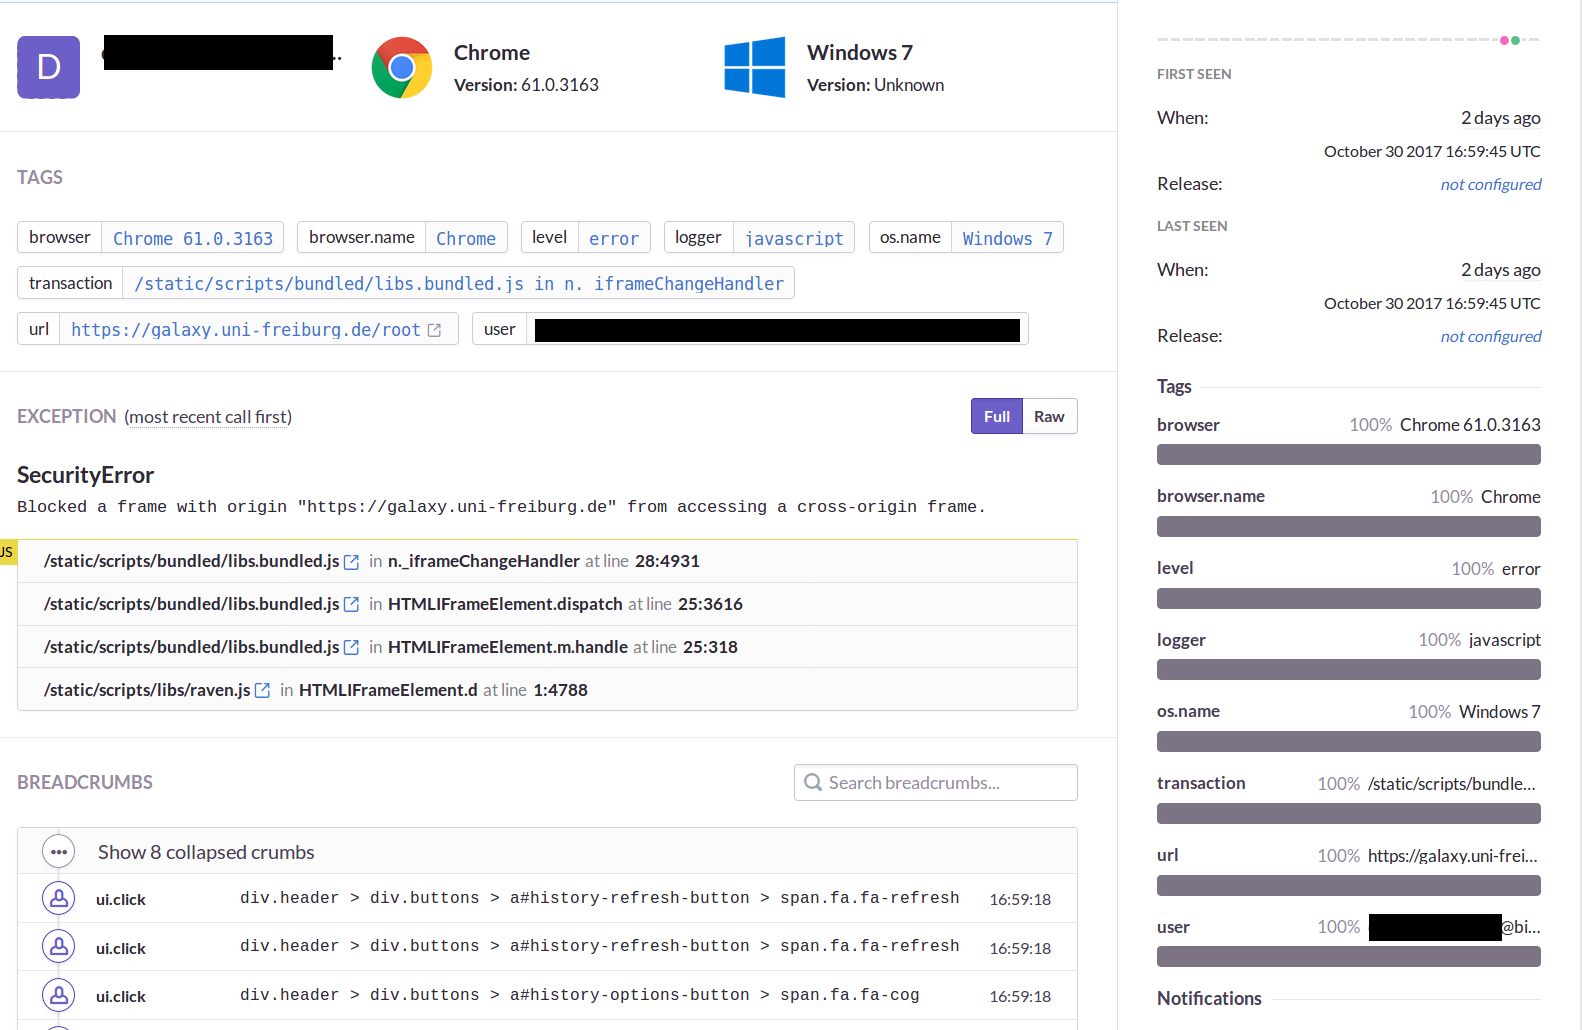 D ..
Chrome
Version: 61.0.3163
Windows 7
Version: Unknown
TAGS
browser Chrome 61.0.3163 browser.name Chrome level error logger javascript os.name Windows 7
transaction /static/scripts/bundled/libs.bundled.js in n. iframeChangeHandler
url https://galaxy.uni-freiburg.de/root user
EXCEPTION (most recent call first) Full Raw
SecurityError
Blocked a frame with origin "https://galaxy.uni-freiburg.de" from accessing a cross-origin frame.
JS /static/scripts/bundled/libs.bundled.js in n._iframeChangeHandler at line 28:4931
/static/scripts/bundled/libs.bundled.js in HTMLIFrameElement.dispatch at line 25:3616
/static/scripts/bundled/libs.bundled.js in HTMLIFrameElement.m.handle at line 25:318
/static/scripts/libs/raven.js in HTMLIFrameElement.d at line 1:4788
BREADCRUMBS Search breadcrumbs...
Show 8 collapsed crumbs
ui.click div.header > div.buttons > a#history-refresh-button > span.fa.fa-refresh 16:59:18
ui.click div.header > div.buttons > a#history-refresh-button > span.fa.fa-refresh 16:59:18
ui.click div.header > div.buttons > a#history-options-button > span.fa.fa-cog 16:59:18
FIRST SEEN
When: 2 days ago
October 30 2017 16:59:45 UTC
Release: not configured
LAST SEEN
When: 2 days ago
October 30 2017 16:59:45 UTC
Release: not configured
Tags
browser 100% Chrome 61.0.3163
browser.name 100% Chrome
level 100% error
logger 100% javascript
os.name 100% Windows 7
transaction 100% /static/scripts/bundle...
url 100% https://galaxy.uni-frei...
user 100% @bi...
Notifications